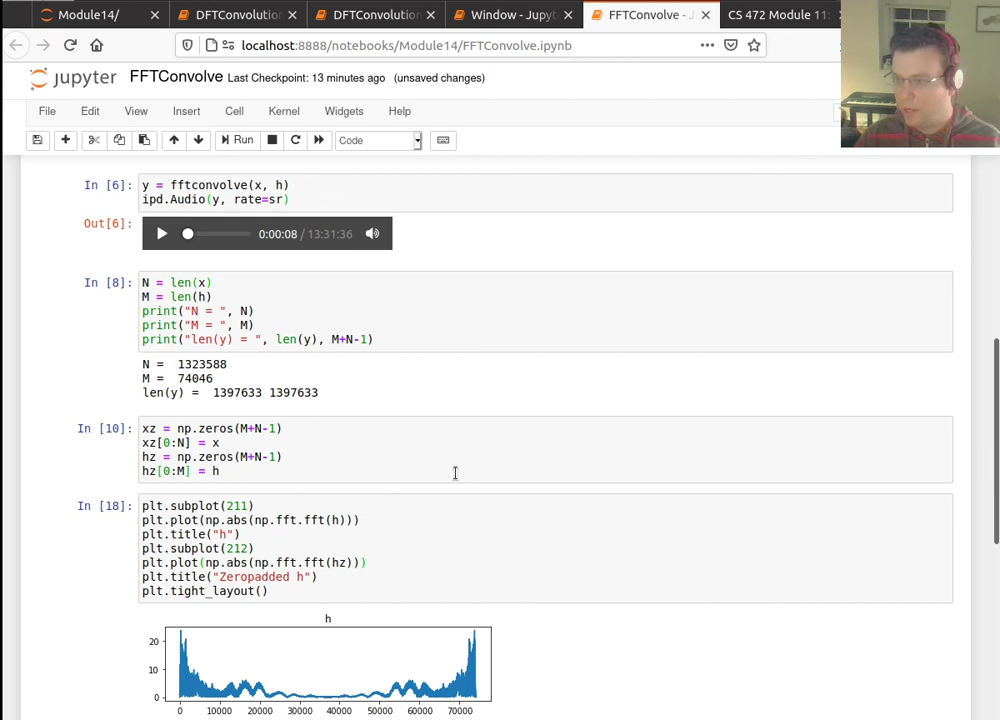 Module14/
DFTConvolution
DFTConvolution
Window - Jupyt
FFTConvolve - J
CS 472 Module 11:
localhost:8888/notebooks/Module14/FFTConvolve.ipynb
jupyter FFTConvolve Last Checkpoint: 13 minutes ago (unsaved changes)
File Edit View Insert Cell Kernel Widgets Help
Run Code
In [6]: y = fftconvolve(x, h)
ipd.Audio(y, rate=sr)
Out[6]: 0:00:08 / 13:31:36
In [8]: N = len(x)
M = len(h)
print("N = ", N)
print("M = ", M)
print("len(y) = ", len(y), M+N-1)
N =  1323588
M =  74046
len(y) =  1397633 1397633
In [10]: xz = np.zeros(M+N-1)
xz[0:N] = x
hz = np.zeros(M+N-1)
hz[0:M] = h
In [18]: plt.subplot(211)
plt.plot(np.abs(np.fft.fft(h)))
plt.title("h")
plt.subplot(212)
plt.plot(np.abs(np.fft.fft(hz)))
plt.title("Zeropadded h")
plt.tight_layout()
h
20
10
0
0 10000 20000 30000 40000 50000 60000 70000